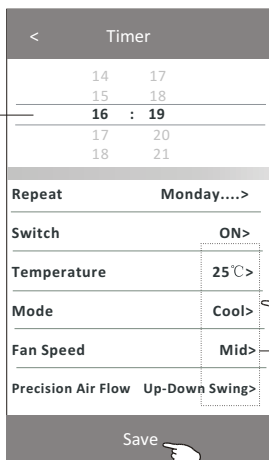 < Timer
14 17
15 18
16 : 19
17 20
18 21
Repeat Monday....>
Switch ON>
Temperature 25℃>
Mode Cool>
Fan Speed Mid>
Precision Air Flow Up-Down Swing>
Save